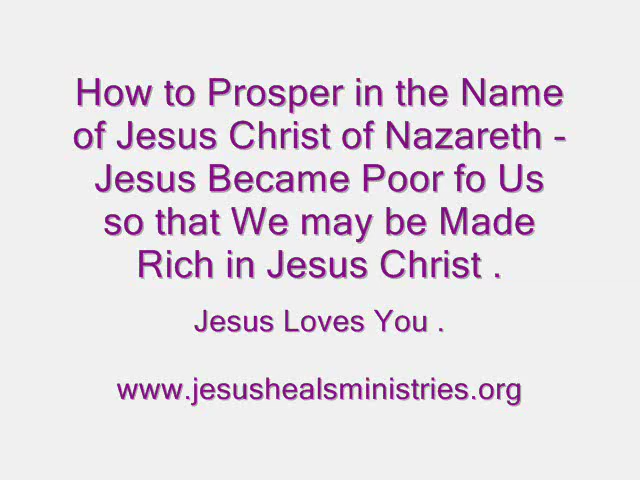 How to Prosper in the Name
of Jesus Christ of Nazareth -
Jesus Became Poor fo Us
so that We may be Made
Rich in Jesus Christ .
Jesus Loves You .
www.jesushealsministries.org